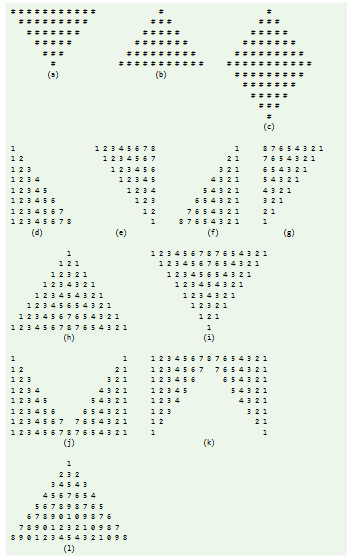 # # # # # # # # # # #    #    #
# # # # # # # # #    # # #    # # #
# # # # # # #    # # # # #    # # # # #
# # # # #    # # # # # # #    # # # # # # #
# # #    # # # # # # # # #    # # # # # # # # #
#    # # # # # # # # # # #    # # # # # # # # # # #
(a)    (b)    # # # # # # # # #
# # # # # # #
# # # # #
# # #
#
(c)
1    1 2 3 4 5 6 7 8    1    8 7 6 5 4 3 2 1
1 2    1 2 3 4 5 6 7    2 1    7 6 5 4 3 2 1
1 2 3    1 2 3 4 5 6    3 2 1    6 5 4 3 2 1
1 2 3 4    1 2 3 4 5    4 3 2 1    5 4 3 2 1
1 2 3 4 5    1 2 3 4    5 4 3 2 1    4 3 2 1
1 2 3 4 5 6    1 2 3    6 5 4 3 2 1    3 2 1
1 2 3 4 5 6 7    1 2    7 6 5 4 3 2 1    2 1
1 2 3 4 5 6 7 8    1    8 7 6 5 4 3 2 1    1
(d)    (e)    (f)    (g)
1    1 2 3 4 5 6 7 8 7 6 5 4 3 2 1
1 2 1    1 2 3 4 5 6 7 6 5 4 3 2 1
1 2 3 2 1    1 2 3 4 5 6 5 4 3 2 1
1 2 3 4 3 2 1    1 2 3 4 5 4 3 2 1
1 2 3 4 5 4 3 2 1    1 2 3 4 3 2 1
1 2 3 4 5 6 5 4 3 2 1    1 2 3 2 1
1 2 3 4 5 6 7 6 5 4 3 2 1    1 2 1
1 2 3 4 5 6 7 8 7 6 5 4 3 2 1    1
(h)    (i)
1    1    1 2 3 4 5 6 7 8 7 6 5 4 3 2 1
1 2    2 1    1 2 3 4 5 6 7    7 6 5 4 3 2 1
1 2 3    3 2 1    1 2 3 4 5 6    6 5 4 3 2 1
1 2 3 4    4 3 2 1    1 2 3 4 5    5 4 3 2 1
1 2 3 4 5    5 4 3 2 1    1 2 3 4    4 3 2 1
1 2 3 4 5 6    6 5 4 3 2 1    1 2 3    3 2 1
1 2 3 4 5 6 7    7 6 5 4 3 2 1    1 2    2 1
1 2 3 4 5 6 7 8 7 6 5 4 3 2 1    1    1
(j)    (k)
1
2 3 2
3 4 5 4 3
4 5 6 7 6 5 4
5 6 7 8 9 8 7 6 5
6 7 8 9 0 1 0 9 8 7 6
7 8 9 0 1 2 3 2 1 0 9 8 7
8 9 0 1 2 3 4 5 4 3 2 1 0 9 8
(l)